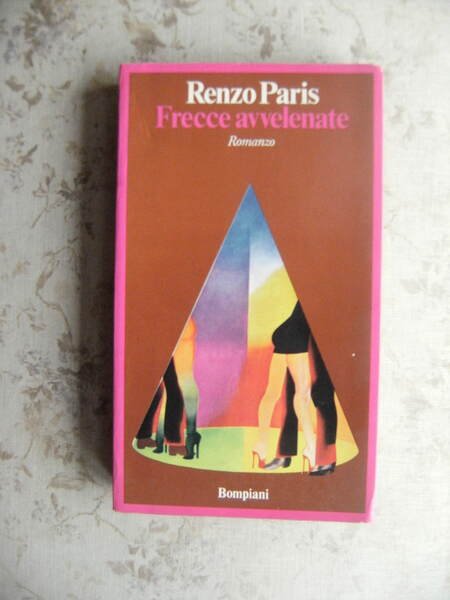 Renzo Paris
Frecce avvelenate
Romanzo
Bompiani